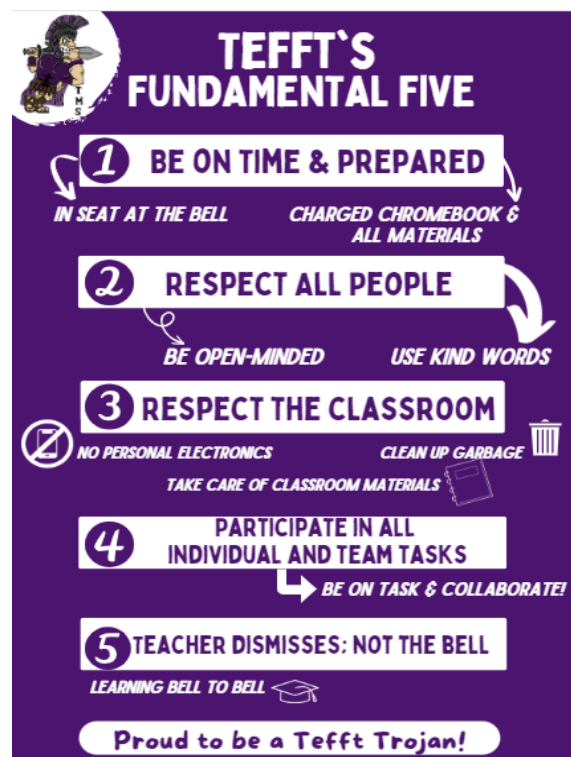 TEFFT`S
FUNDAMENTAL FIVE
TMS
1 BE ON TIME & PREPARED
IN SEAT AT THE BELL
CHARGED CHROMEBOOK &
ALL MATERIALS
2 RESPECT ALL PEOPLE
BE OPEN-MINDED
USE KIND WORDS
3 RESPECT THE CLASSROOM
NO PERSONAL ELECTRONICS
CLEAN UP GARBAGE
TAKE CARE OF CLASSROOM MATERIALS
4 PARTICIPATE IN ALL
INDIVIDUAL AND TEAM TASKS
BE ON TASK & COLLABORATE!
5 TEACHER DISMISSES; NOT THE BELL
LEARNING BELL TO BELL
Proud to be a Tefft Trojan!